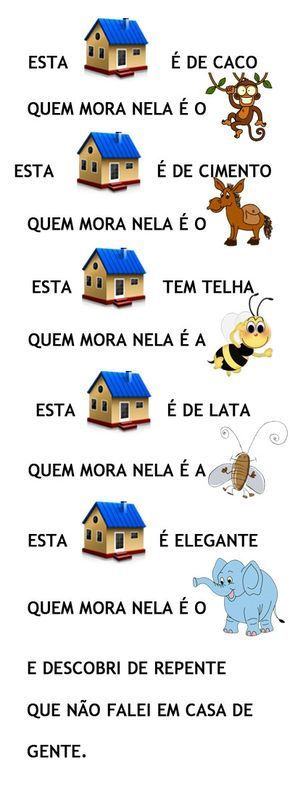 ESTA É DE CACO
QUEM MORA NELA É O
ESTA É DE CIMENTO
QUEM MORA NELA É O
ESTA TEM TELHA
QUEM MORA NELA É A
ESTA É DE LATA
QUEM MORA NELA É A
ESTA É ELEGANTE
QUEM MORA NELA É O
E DESCOBRI DE REPENTE
QUE NÃO FALEI EM CASA DE
GENTE.